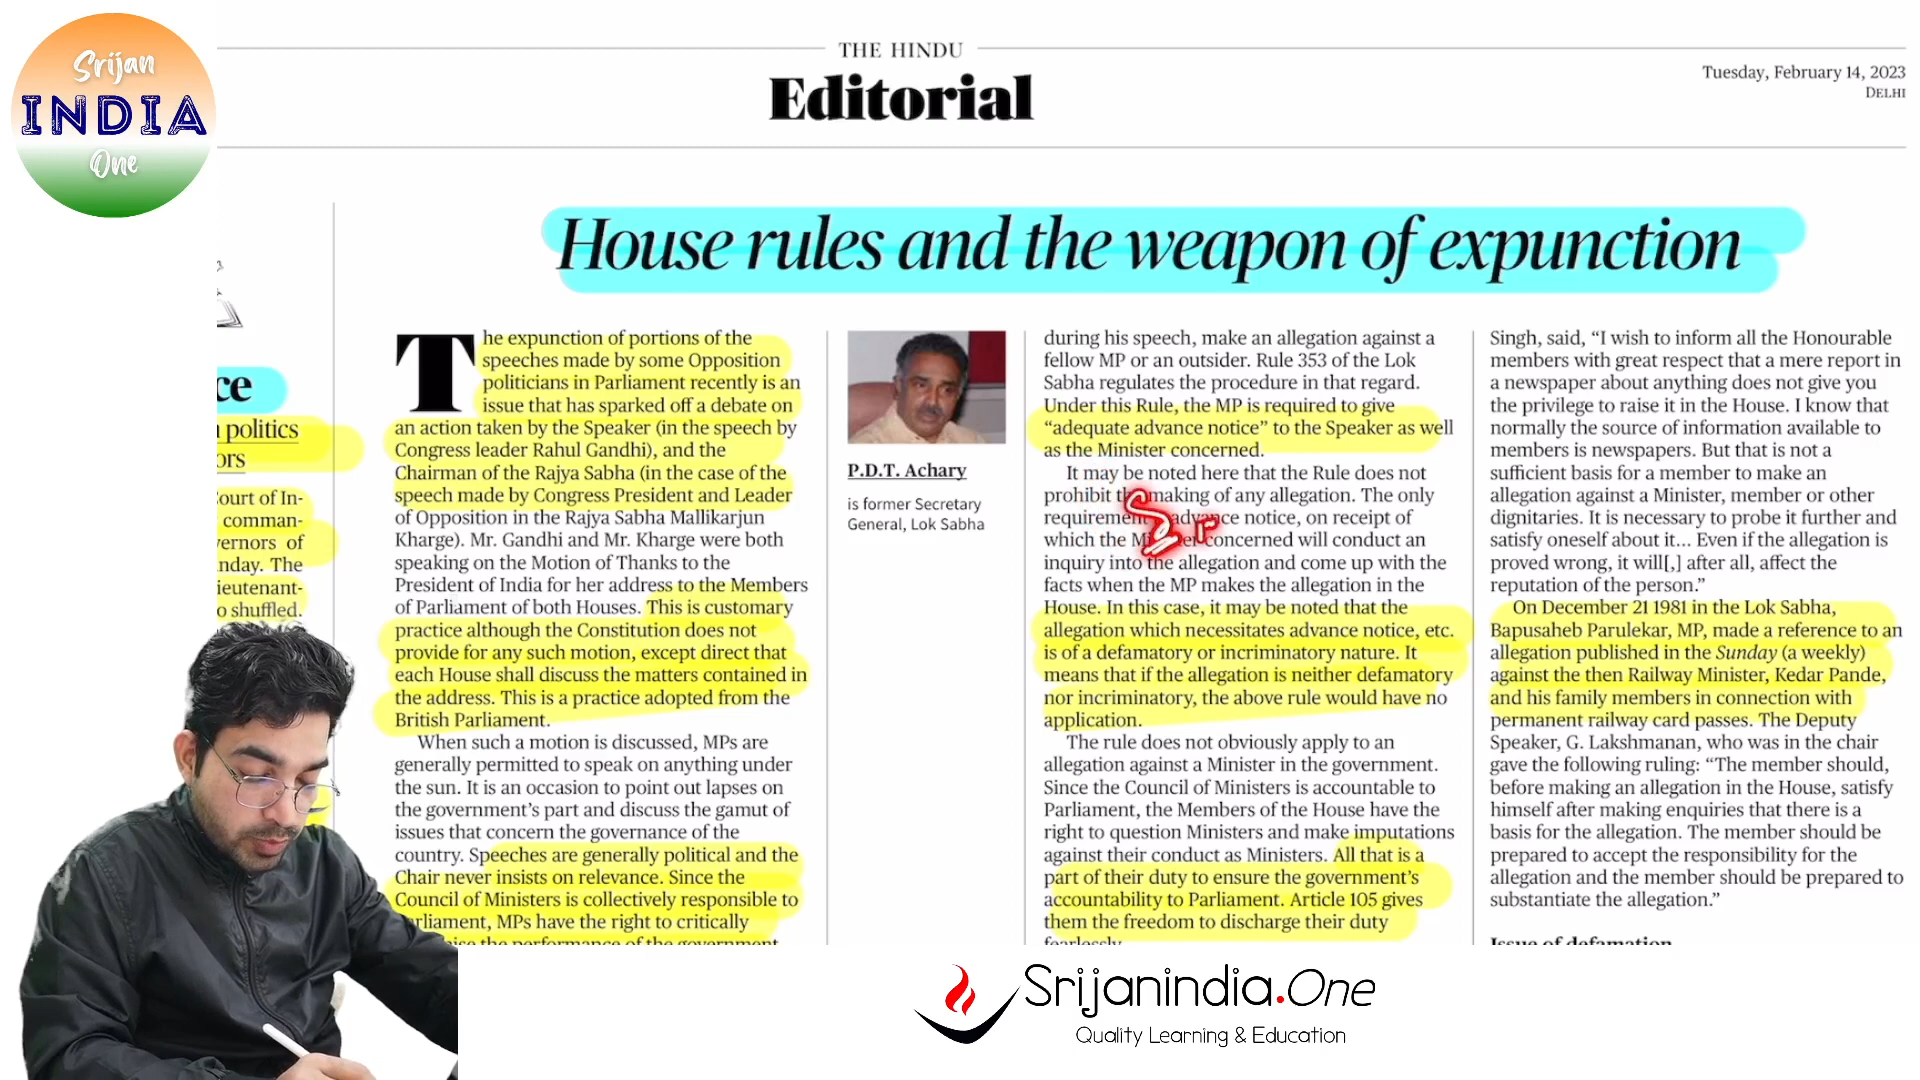 Srijan
INDIA
One
THE HINDU
Editorial
Tuesday, February 14, 2023
DELHI
House rules and the weapon of expunction
ce
politics
ors
Court of In-
comman-
vernors of
nday. The
ieutenant-
o shuffled.
The expunction of portions of the
speeches made by some Opposition
politicians in Parliament recently is an
issue that has sparked off a debate on
an action taken by the Speaker (in the speech by
Congress leader Rahul Gandhi), and the
Chairman of the Rajya Sabha (in the case of the
speech made by Congress President and Leader
of Opposition in the Rajya Sabha Mallikarjun
Kharge). Mr. Gandhi and Mr. Kharge were both
speaking on the Motion of Thanks to the
President of India for her address to the Members
of Parliament of both Houses. This is customary
practice although the Constitution does not
provide for any such motion, except direct that
each House shall discuss the matters contained in
the address. This is a practice adopted from the
British Parliament.
When such a motion is discussed, MPs are
generally permitted to speak on anything under
the sun. It is an occasion to point out lapses on
the government's part and discuss the gamut of
issues that concern the governance of the
country. Speeches are generally political and the
Chair never insists on relevance. Since the
Council of Ministers is collectively responsible to
Parliament, MPs have the right to critically
the performance of the government
P.D.T. Achary
is former Secretary
General, Lok Sabha
during his speech, make an allegation against a
fellow MP or an outsider. Rule 353 of the Lok
Sabha regulates the procedure in that regard.
Under this Rule, the MP is required to give
“adequate advance notice” to the Speaker as well
as the Minister concerned.
It may be noted here that the Rule does not
prohibit the making of any allegation. The only
requirement advance notice, on receipt of
which the Minister concerned will conduct an
inquiry into the allegation and come up with the
facts when the MP makes the allegation in the
House. In this case, it may be noted that the
allegation which necessitates advance notice, etc.
is of a defamatory or incriminatory nature. It
means that if the allegation is neither defamatory
nor incriminatory, the above rule would have no
application.
The rule does not obviously apply to an
allegation against a Minister in the government.
Since the Council of Ministers is accountable to
Parliament, the Members of the House have the
right to question Ministers and make imputations
against their conduct as Ministers. All that is a
part of their duty to ensure the government's
accountability to Parliament. Article 105 gives
them the freedom to discharge their duty
fearlessly
Singh, said, “I wish to inform all the Honourable
members with great respect that a mere report in
a newspaper about anything does not give you
the privilege to raise it in the House. I know that
normally the source of information available to
members is newspapers. But that is not a
sufficient basis for a member to make an
allegation against a Minister, member or other
dignitaries. It is necessary to probe it further and
satisfy oneself about it... Even if the allegation is
proved wrong, it will[,] after all, affect the
reputation of the person.”
On December 21 1981 in the Lok Sabha,
Bapusaheb Parulekar, MP, made a reference to an
allegation published in the Sunday (a weekly)
against the then Railway Minister, Kedar Pande,
and his family members in connection with
permanent railway card passes. The Deputy
Speaker, G. Lakshmanan, who was in the chair
gave the following ruling: “The member should,
before making an allegation in the House, satisfy
himself after making enquiries that there is a
basis for the allegation. The member should be
prepared to accept the responsibility for the
allegation and the member should be prepared to
substantiate the allegation.”
Issue of defamation
Srijanindia.One
Quality Learning & Education